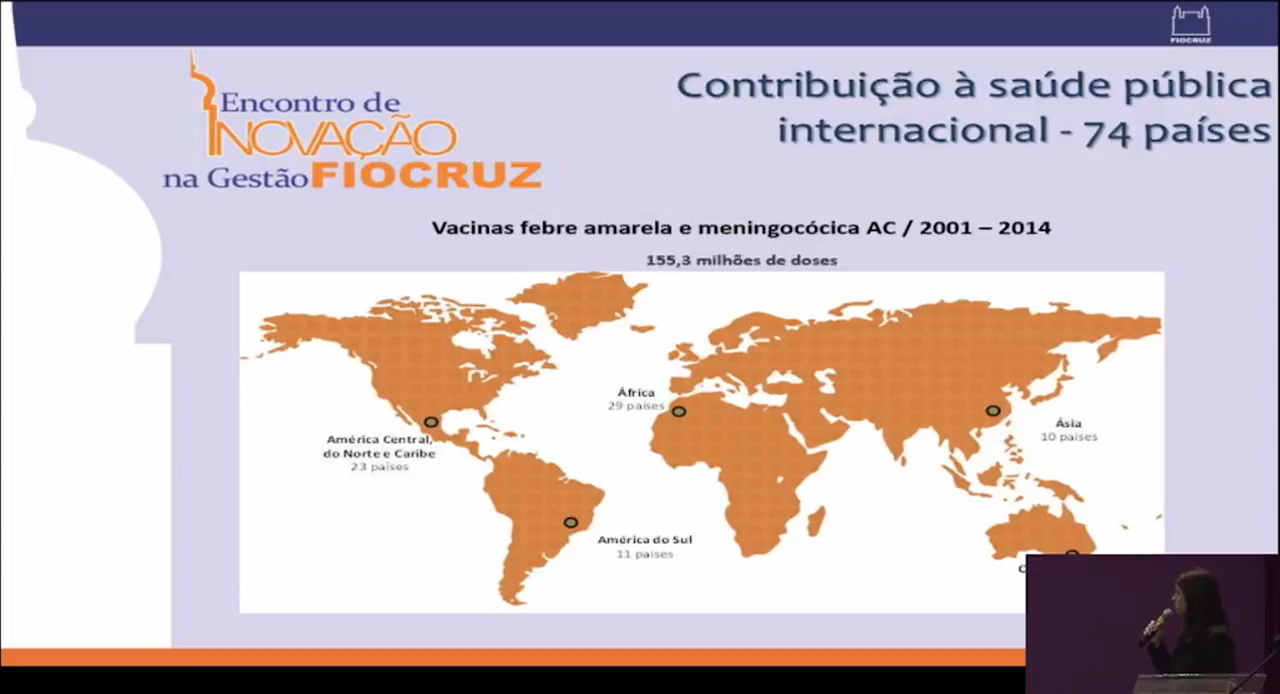 FIOCRUZ
Encontro de
INOVAÇÃO
na Gestão FIOCRUZ
Contribuição à saúde pública
internacional - 74 países
Vacinas febre amarela e meningocócica AC / 2001 – 2014
155,3 milhões de doses
África
29 países
Ásia
10 países
América Central,
do Norte e Caribe
23 países
América do Sul
11 países